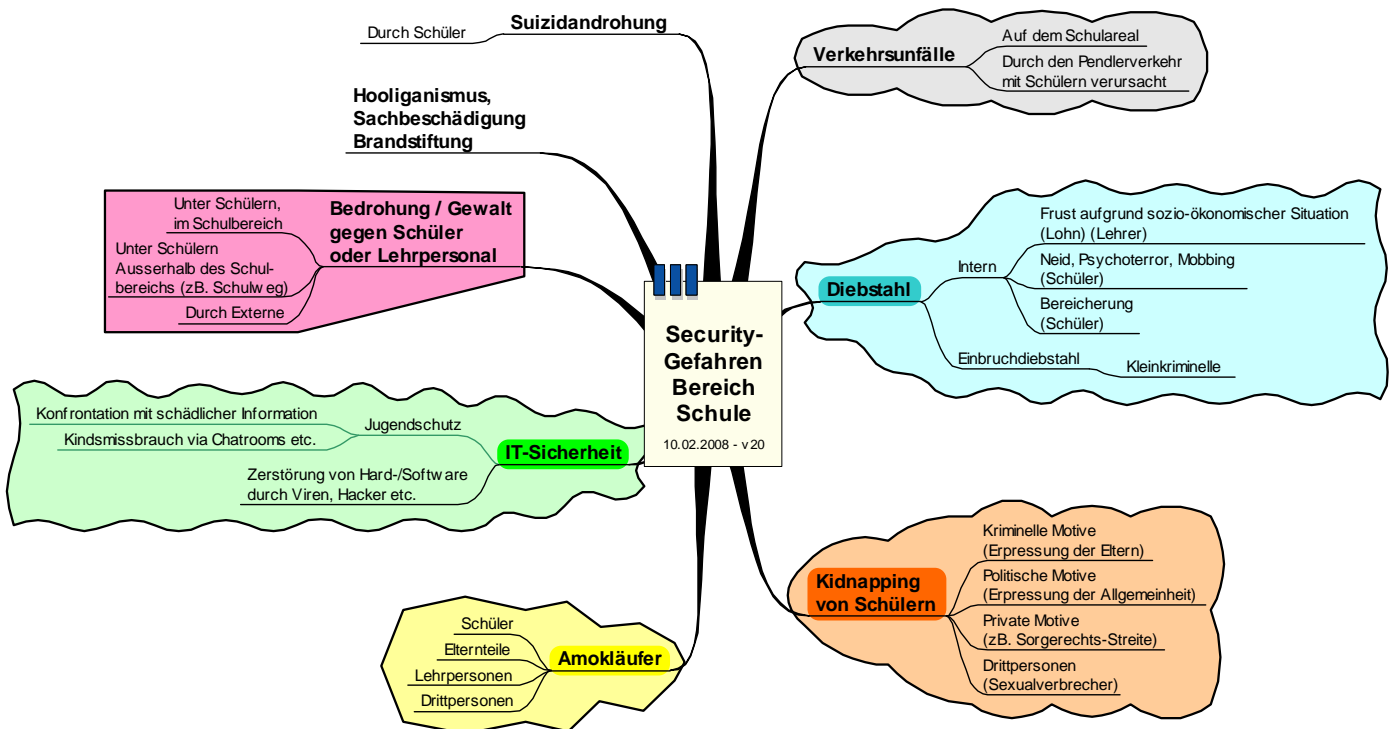 Security-
Gefahren
Bereich
Schule
10.02.2008 - v20
Verkehrsunfälle
Auf dem Schulareal
Durch den Pendlerverkehr
mit Schülern verursacht
Diebstahl
Intern
Frust aufgrund sozio-ökonomischer Situation
(Lohn) (Lehrer)
Neid, Psychoterror, Mobbing
(Schüler)
Bereicherung
(Schüler)
Einbruchdiebstahl
Kleinkriminelle
Kidnapping
von Schülern
Kriminelle Motive
(Erpressung der Eltern)
Politische Motive
(Erpressung der Allgemeinheit)
Private Motive
(zB. Sorgerechts-Streite)
Drittpersonen
(Sexualverbrecher)
Amokläufer
Schüler
Elternteile
Lehrpersonen
Drittpersonen
IT-Sicherheit
Jugendschutz
Konfrontation mit schädlicher Information
Kindsmissbrauch via Chatrooms etc.
Zerstörung von Hard-/Software
durch Viren, Hacker etc.
Bedrohung / Gewalt
gegen Schüler
oder Lehrpersonal
Unter Schülern,
im Schulbereich
Unter Schülern
Ausserhalb des Schul-
bereichs (zB. Schulweg)
Durch Externe
Hooliganismus,
Sachbeschädigung
Brandstiftung
Suizidandrohung
Durch Schüler